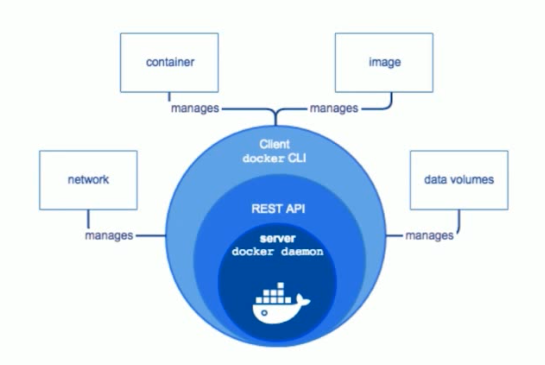 container
image
manages
manages
Client
docker CLI
network
data volumes
REST API
manages
server
manages
docker daemon